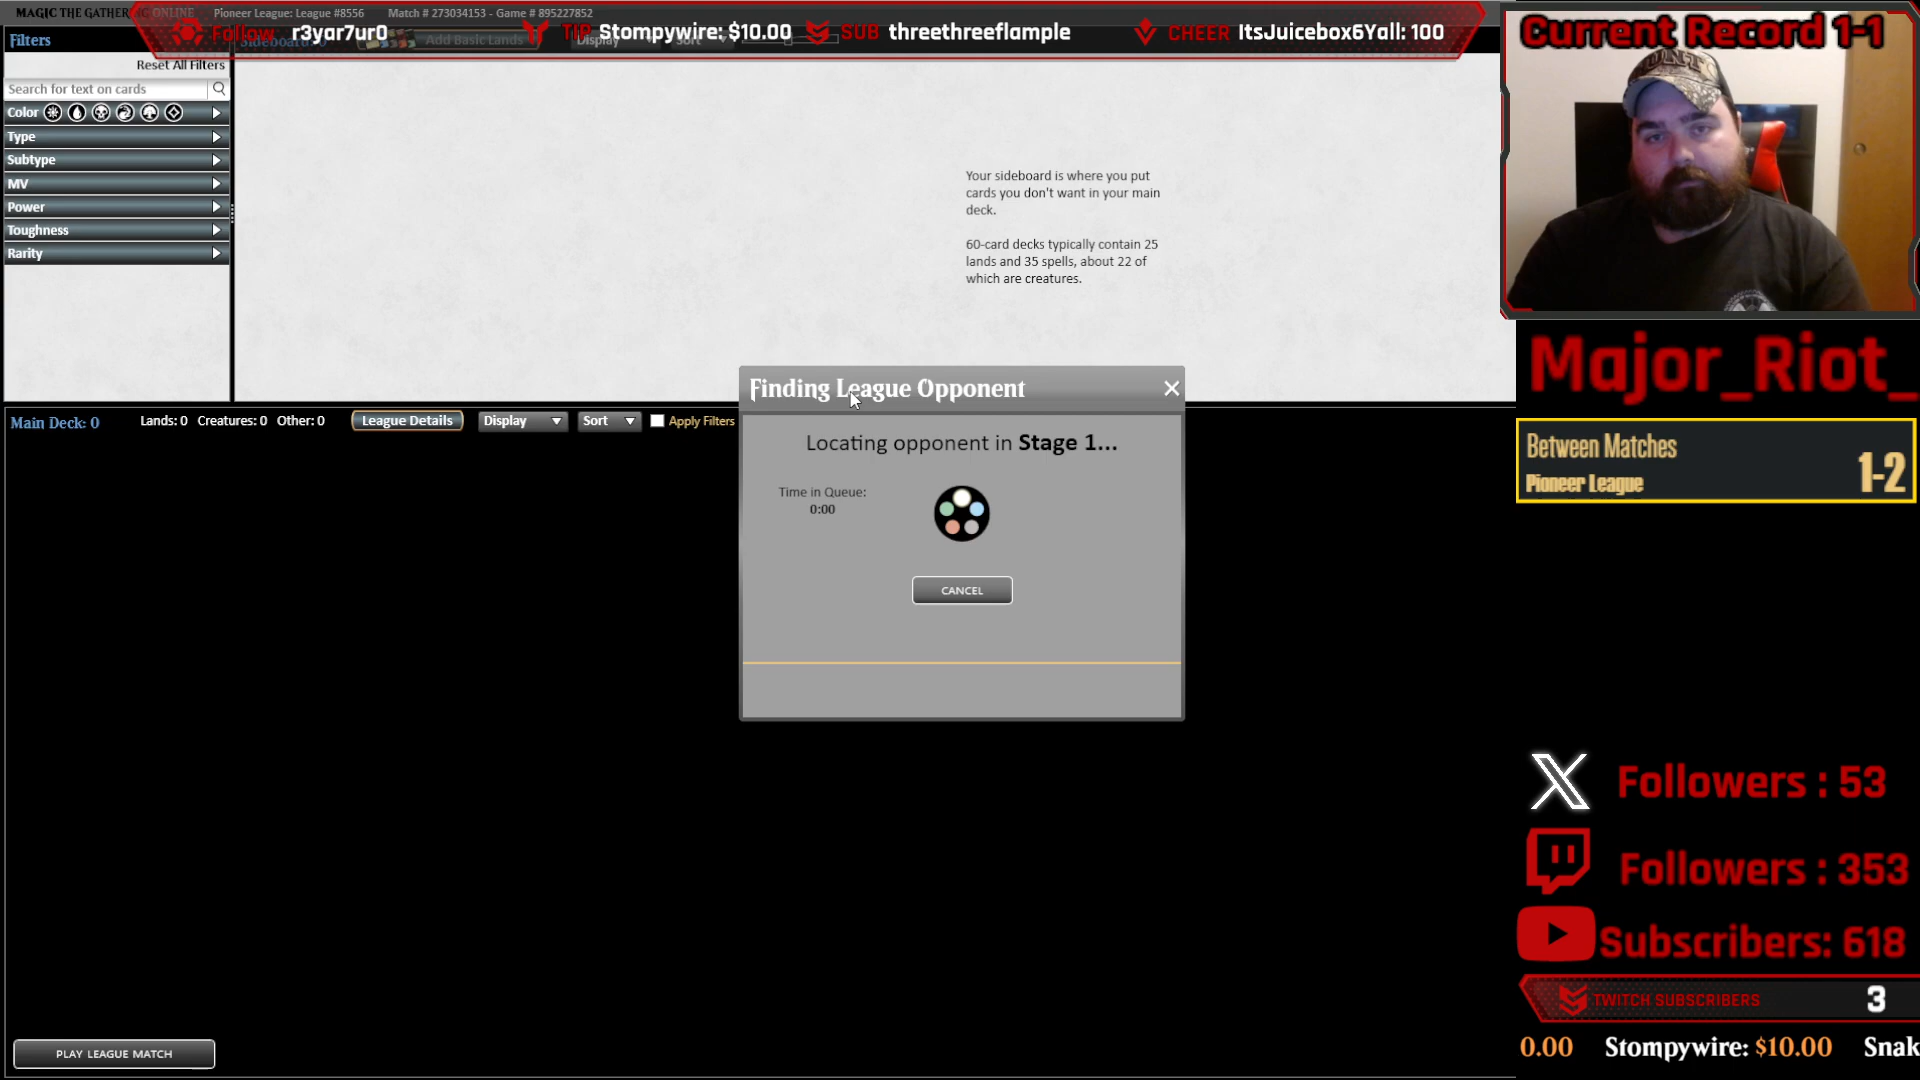 MAGIC THE GATHERING ONLINE
Pioneer League: League #8556 Match # 273034153 - Game # 895227852
Follow r3yar7ur0 TIP Stompywire: $10.00 SUB threethreeflample CHEER ItsJuicebox6Yall: 100
Filters
Add Basic Lands Display Sort
Reset All Filters
Search for text on cards
Color
Type
Subtype
MV
Power
Toughness
Rarity
Your sideboard is where you put
cards you don't want in your main
deck.
60-card decks typically contain 25
lands and 35 spells, about 22 of
which are creatures.
Current Record 1-1
Major_Riot_
Between Matches
Pioneer League
1-2
Main Deck: 0 Lands: 0 Creatures: 0 Other: 0 League Details Display Sort Apply Filters
Finding League Opponent
Locating opponent in Stage 1...
Time in Queue:
0:00
CANCEL
Followers : 53
Followers : 353
Subscribers: 618
TWITCH SUBSCRIBERS 3
0.00 Stompywire: $10.00 Snak
PLAY LEAGUE MATCH